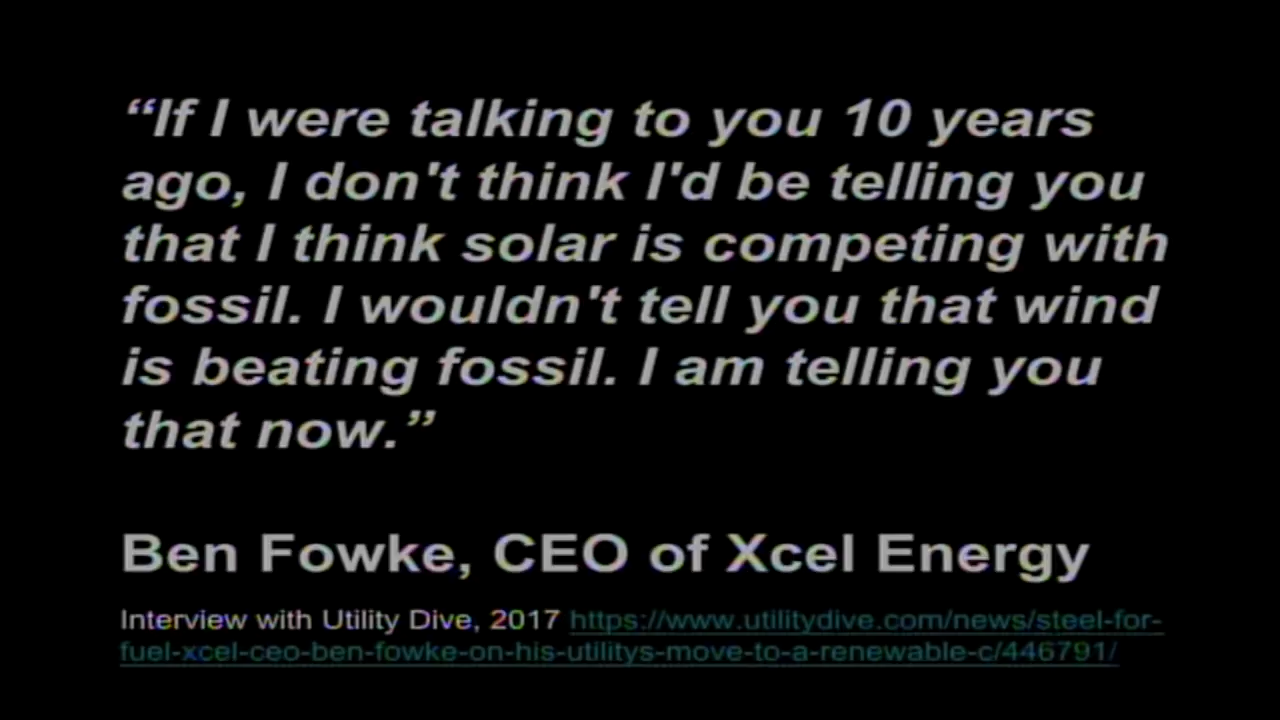 “If I were talking to you 10 years
ago, I don't think I'd be telling you
that I think solar is competing with
fossil. I wouldn't tell you that wind
is beating fossil. I am telling you
that now.”
Ben Fowke, CEO of Xcel Energy
Interview with Utility Dive, 2017 https://www.utilitydive.com/news/steel-for-
fuel-xcel-ceo-ben-fowke-on-his-utilitys-move-to-a-renewable-c/446791/